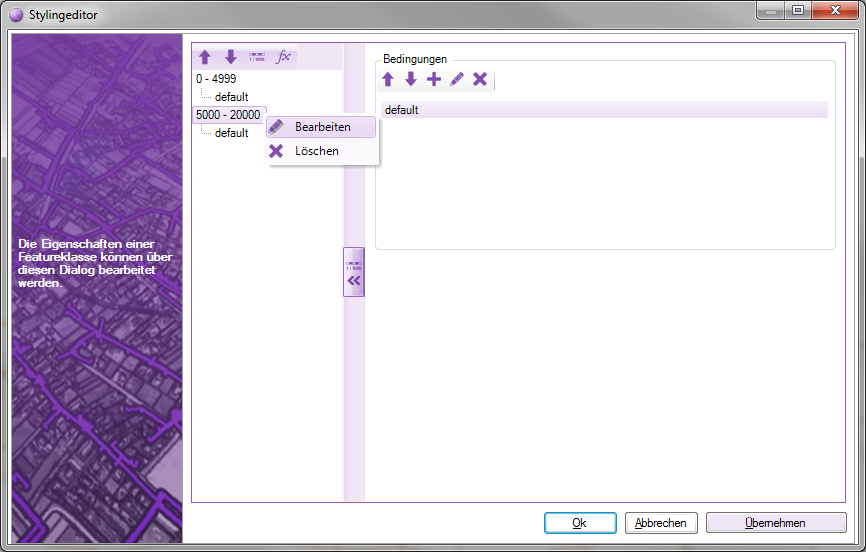 Stylingeditor
Die Eigenschaften einer
Featureklasse können über
diesen Dialog bearbeitet
werden.
1 : 1000
fx
0 - 4999
default
5000 - 20000
default
Bearbeiten
Löschen
1 : 1000
Bedingungen
default
Ok
Abbrechen
Übernehmen